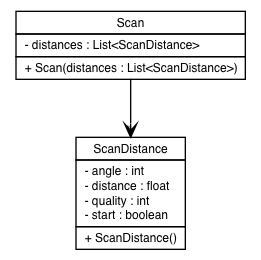 Scan
- distances : List<ScanDistance>
+ Scan(distances : List<ScanDistance>)
ScanDistance
- angle : int
- distance : float
- quality : int
- start : boolean
+ ScanDistance()